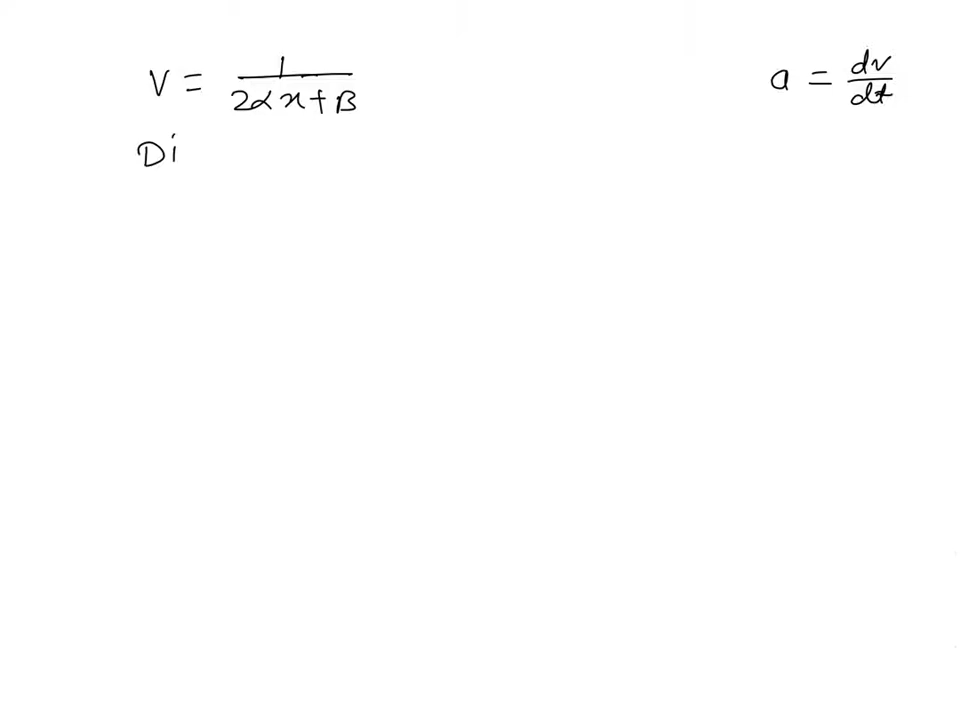 V = 1/(2αx+β)
a = dv/dt
Di